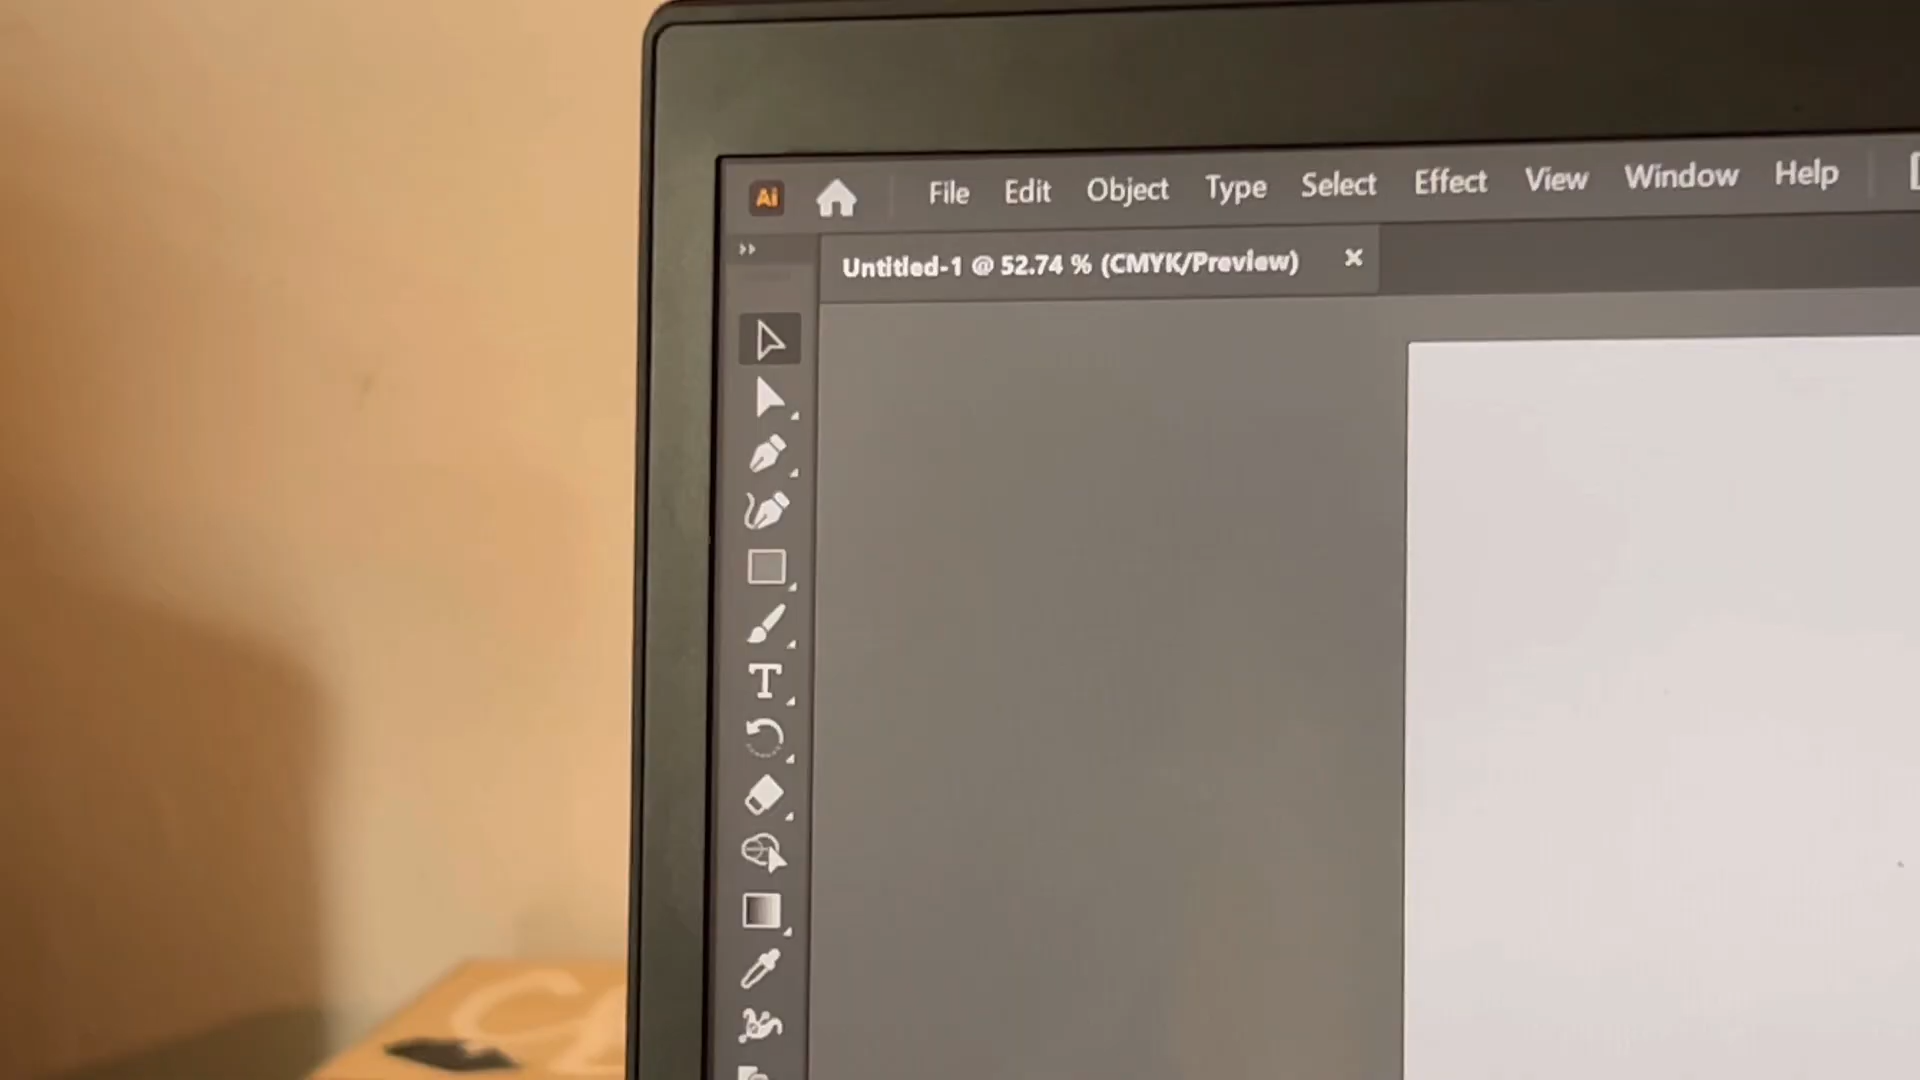 Ai File Edit Object Type Select Effect View Window Help
Untitled-1 @ 52.74 % (CMYK/Preview) ×